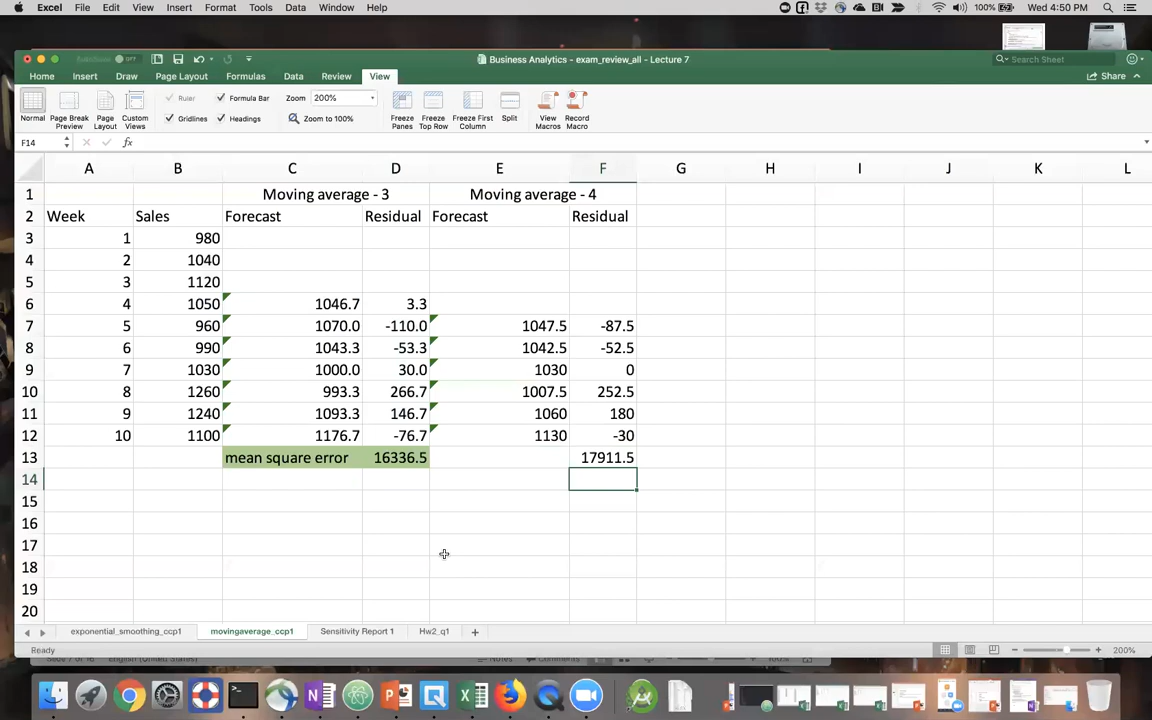 Excel File Edit View Insert Format Tools Data Window Help 100% Wed 4:50 PM
Business Analytics - exam_review_all - Lecture 7
Search Sheet
Home Insert Draw Page Layout Formulas Data Review View Share
Normal Page Break Preview Page Layout Custom Views Ruler Gridlines Formula Bar Headings Zoom 200% Zoom to 100% Freeze Panes Freeze Top Row Freeze First Column Split View Macros Record Macro
F14 fx
A B C D E F G H I J K L
1 Moving average - 3 Moving average - 4
2 Week Sales Forecast Residual Forecast Residual
3 1 980
4 2 1040
5 3 1120
6 4 1050 1046.7 3.3
7 5 960 1070.0 -110.0 1047.5 -87.5
8 6 990 1043.3 -53.3 1042.5 -52.5
9 7 1030 1000.0 30.0 1030 0
10 8 1260 993.3 266.7 1007.5 252.5
11 9 1240 1093.3 146.7 1060 180
12 10 1100 1176.7 -76.7 1130 -30
13 mean square error 16336.5 17911.5
14
15
16
17
18
19
20
exponential_smoothing_ccp1 movingaverage_ccp1 Sensitivity Report 1 Hw2_q1 +
Ready 200%